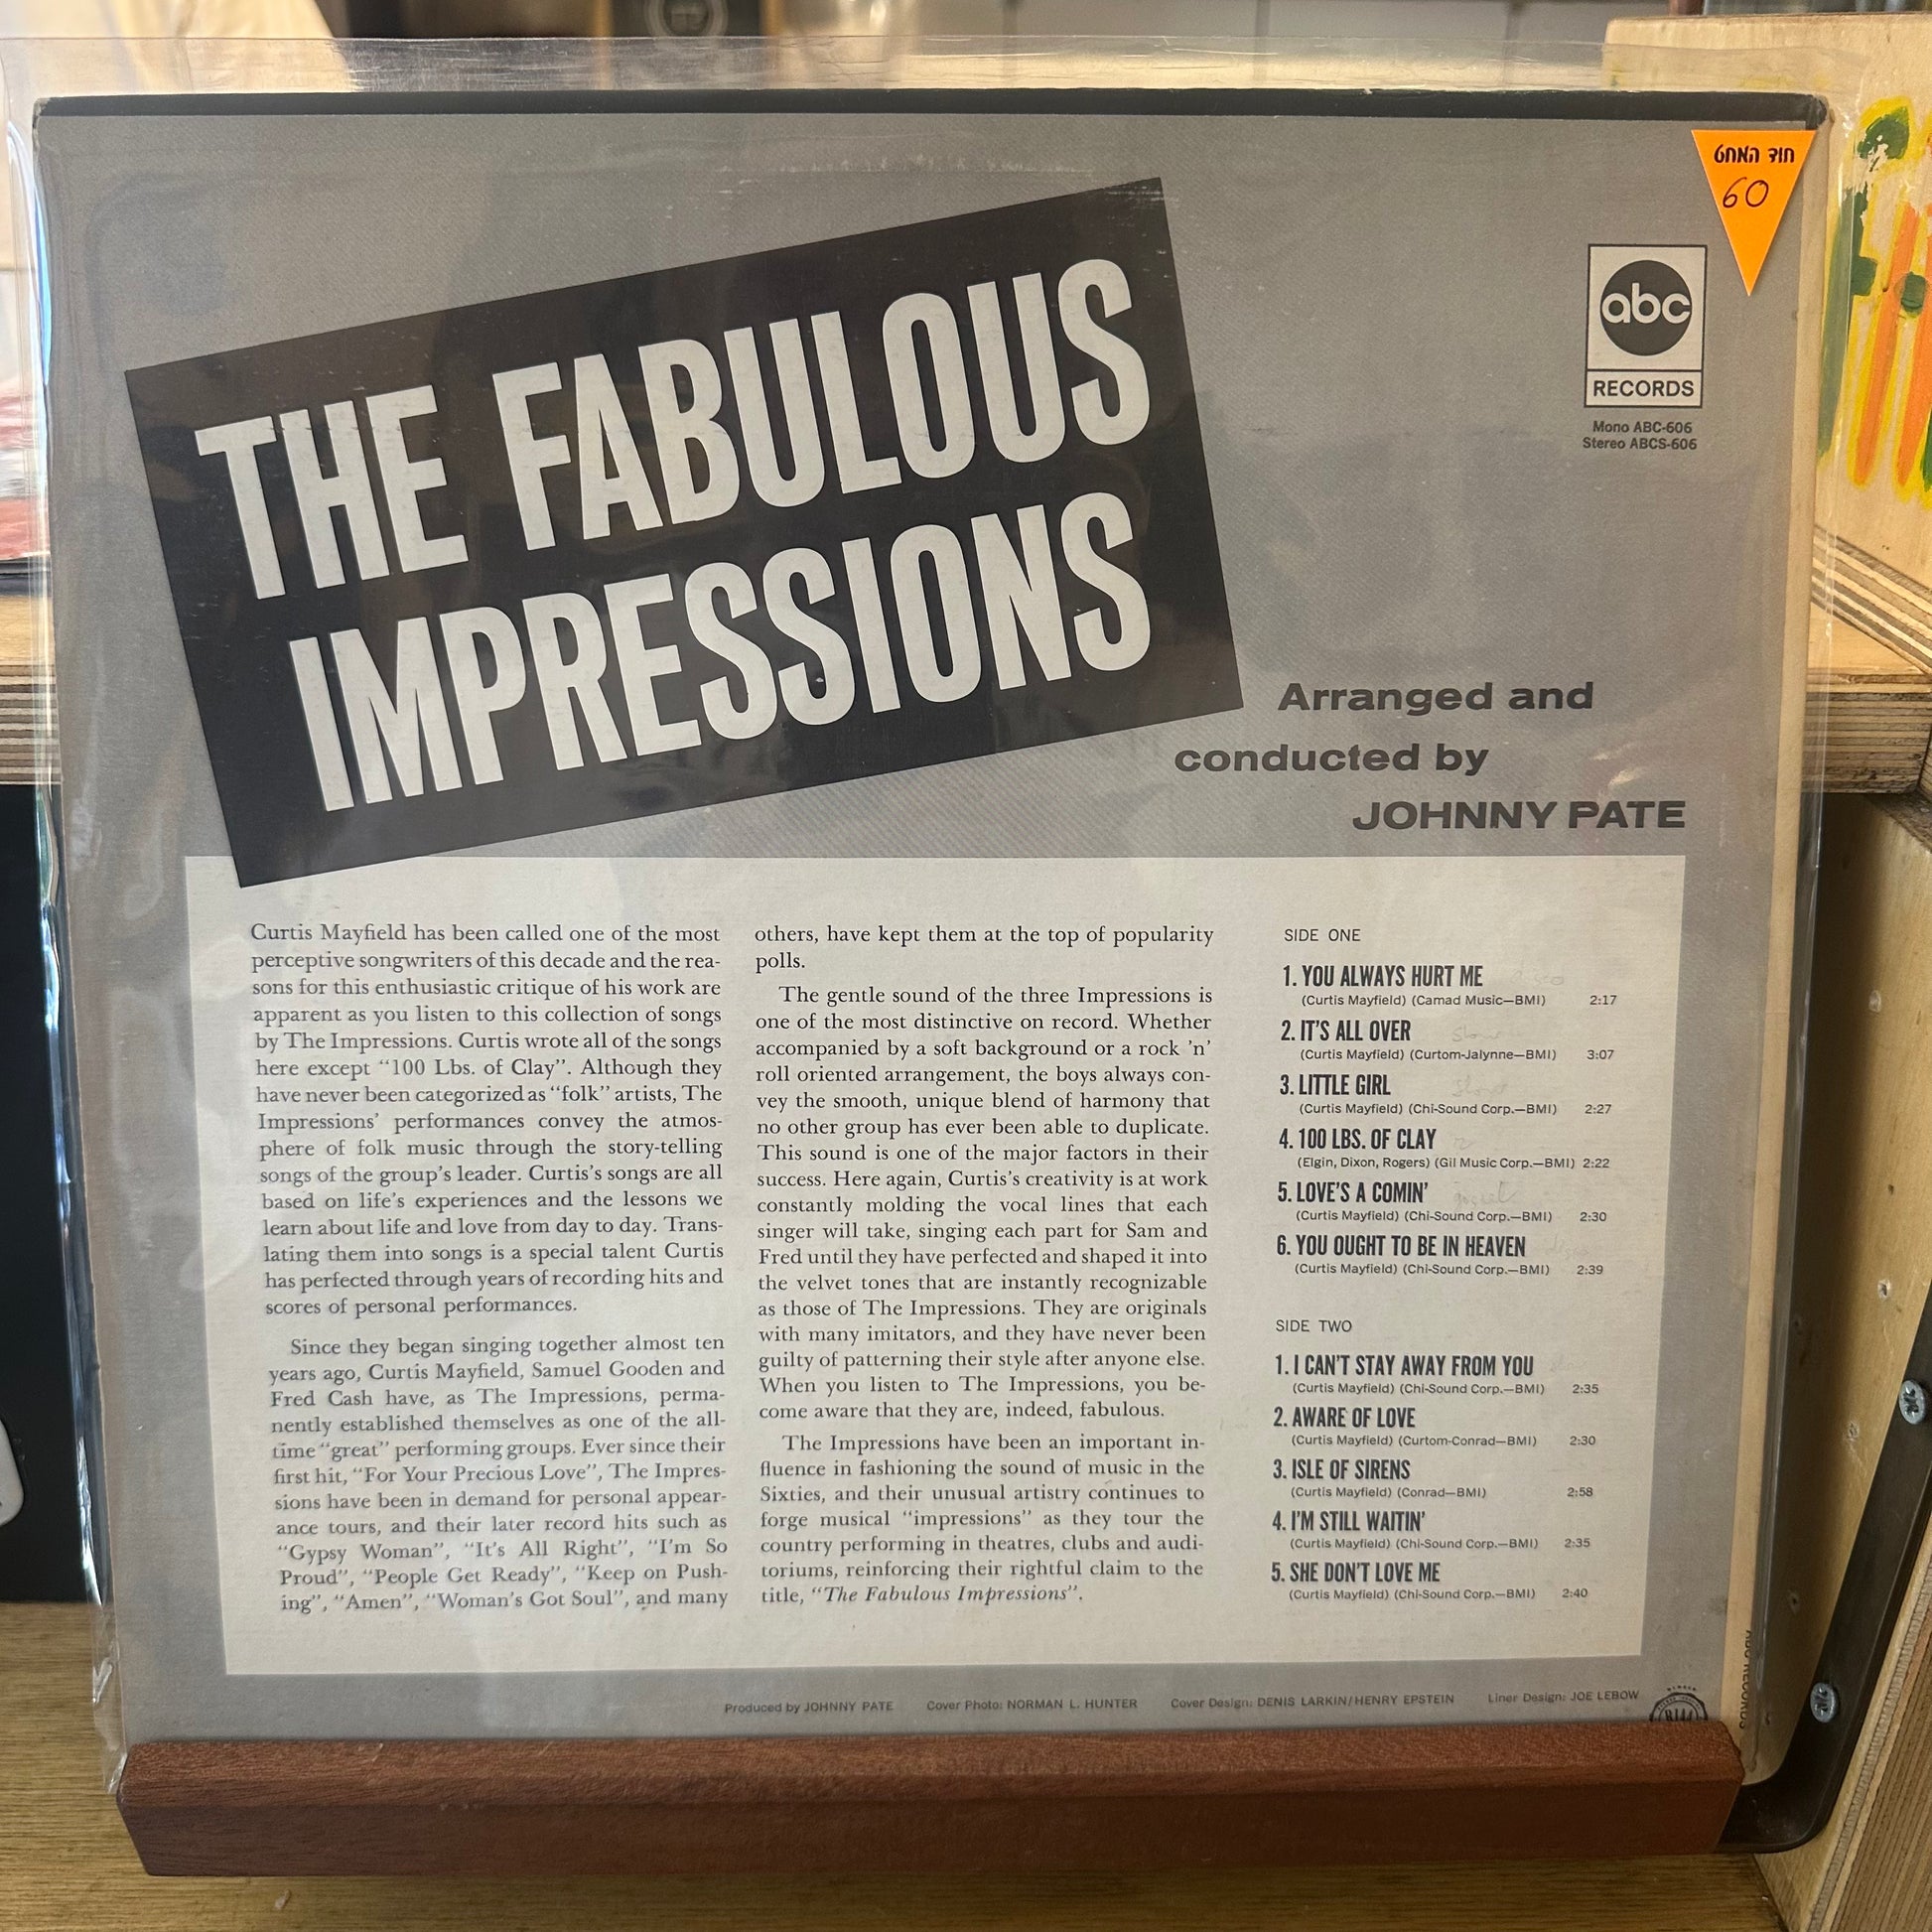 חוד המחט
60
THE FABULOUS
IMPRESSIONS
abc
RECORDS
Mono ABC-606
Stereo ABCS-606
Arranged and
conducted by
JOHNNY PATE
Curtis Mayfield has been called one of the most
perceptive songwriters of this decade and the rea-
sons for this enthusiastic critique of his work are
apparent as you listen to this collection of songs
by The Impressions. Curtis wrote all of the songs
here except “100 Lbs. of Clay”. Although they
have never been categorized as “folk” artists, The
Impressions’ performances convey the atmos-
phere of folk music through the story-telling
songs of the group’s leader. Curtis’s songs are all
based on life’s experiences and the lessons we
learn about life and love from day to day. Trans-
lating them into songs is a special talent Curtis
has perfected through years of recording hits and
scores of personal performances.
Since they began singing together almost ten
years ago, Curtis Mayfield, Samuel Gooden and
Fred Cash have, as The Impressions, perma-
nently established themselves as one of the all-
time “great” performing groups. Ever since their
first hit, “For Your Precious Love”, The Impres-
sions have been in demand for personal appear-
ance tours, and their later record hits such as
“Gypsy Woman”, “It’s All Right”, “I’m So
Proud”, “People Get Ready”, “Keep on Push-
ing”, “Amen”, “Woman’s Got Soul”, and many
others, have kept them at the top of popularity
polls.
The gentle sound of the three Impressions is
one of the most distinctive on record. Whether
accompanied by a soft background or a rock ’n’
roll oriented arrangement, the boys always con-
vey the smooth, unique blend of harmony that
no other group has ever been able to duplicate.
This sound is one of the major factors in their
success. Here again, Curtis’s creativity is at work
constantly molding the vocal lines that each
singer will take, singing each part for Sam and
Fred until they have perfected and shaped it into
the velvet tones that are instantly recognizable
as those of The Impressions. They are originals
with many imitators, and they have never been
guilty of patterning their style after anyone else.
When you listen to The Impressions, you be-
come aware that they are, indeed, fabulous.
The Impressions have been an important in-
fluence in fashioning the sound of music in the
Sixties, and their unusual artistry continues to
forge musical “impressions” as they tour the
country performing in theatres, clubs and audi-
toriums, reinforcing their rightful claim to the
title, “The Fabulous Impressions”.
SIDE ONE
1. YOU ALWAYS HURT ME
(Curtis Mayfield) (Camad Music—BMI) 2:17
2. IT’S ALL OVER slow
(Curtis Mayfield) (Curtom-Jalynne—BMI) 3:07
3. LITTLE GIRL slow
(Curtis Mayfield) (Chi-Sound Corp.—BMI) 2:27
4. 100 LBS. OF CLAY
(Elgin, Dixon, Rogers) (Gil Music Corp.—BMI) 2:22
5. LOVE’S A COMIN’ gospel
(Curtis Mayfield) (Chi-Sound Corp.—BMI) 2:30
6. YOU OUGHT TO BE IN HEAVEN
(Curtis Mayfield) (Chi-Sound Corp.—BMI) 2:39
SIDE TWO
1. I CAN’T STAY AWAY FROM YOU
(Curtis Mayfield) (Chi-Sound Corp.—BMI) 2:35
2. AWARE OF LOVE
(Curtis Mayfield) (Curtom-Conrad—BMI) 2:30
3. ISLE OF SIRENS
(Curtis Mayfield) (Conrad—BMI) 2:58
4. I’M STILL WAITIN’
(Curtis Mayfield) (Chi-Sound Corp.—BMI) 2:35
5. SHE DON’T LOVE ME
(Curtis Mayfield) (Chi-Sound Corp.—BMI) 2:40
Produced by JOHNNY PATE Cover Photo: NORMAN L. HUNTER Cover Design: DENIS LARKIN/HENRY EPSTEIN Liner Design: JOE LEBOW
ABC RECORDS